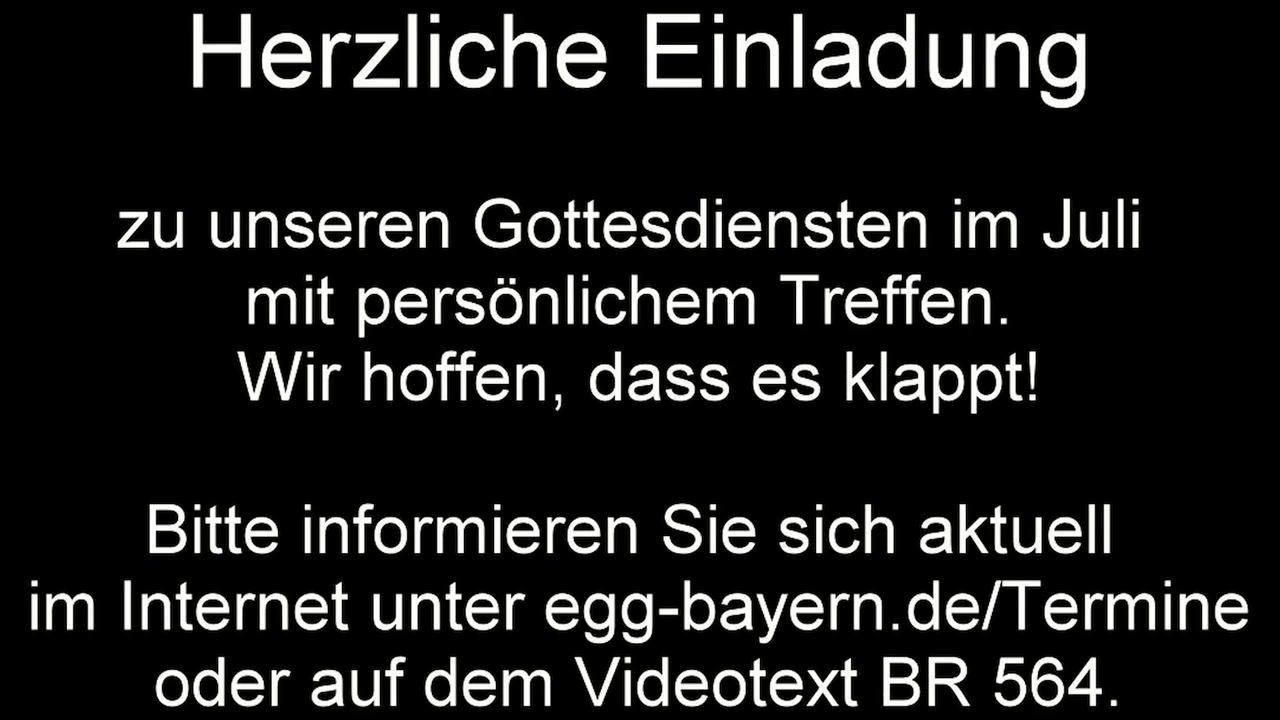 Herzliche Einladung
zu unseren Gottesdiensten im Juli
mit persönlichem Treffen.
Wir hoffen, dass es klappt!
Bitte informieren Sie sich aktuell
im Internet unter egg-bayern.de/Termine
oder auf dem Videotext BR 564.